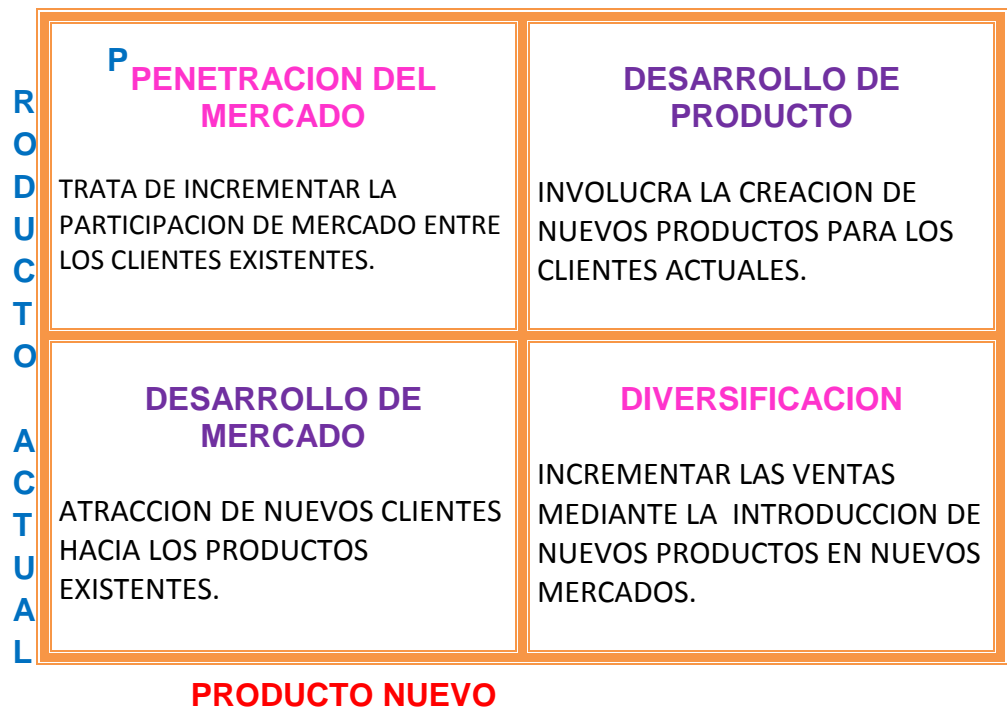 P
R
O
D
U
C
T
O
A
C
T
U
A
L
PENETRACION DEL
MERCADO
TRATA DE INCREMENTAR LA
PARTICIPACION DE MERCADO ENTRE
LOS CLIENTES EXISTENTES.
DESARROLLO DE
PRODUCTO
INVOLUCRA LA CREACION DE
NUEVOS PRODUCTOS PARA LOS
CLIENTES ACTUALES.
DESARROLLO DE
MERCADO
ATRACCION DE NUEVOS CLIENTES
HACIA LOS PRODUCTOS
EXISTENTES.
DIVERSIFICACION
INCREMENTAR LAS VENTAS
MEDIANTE LA  INTRODUCCION DE
NUEVOS PRODUCTOS EN NUEVOS
MERCADOS.
PRODUCTO NUEVO